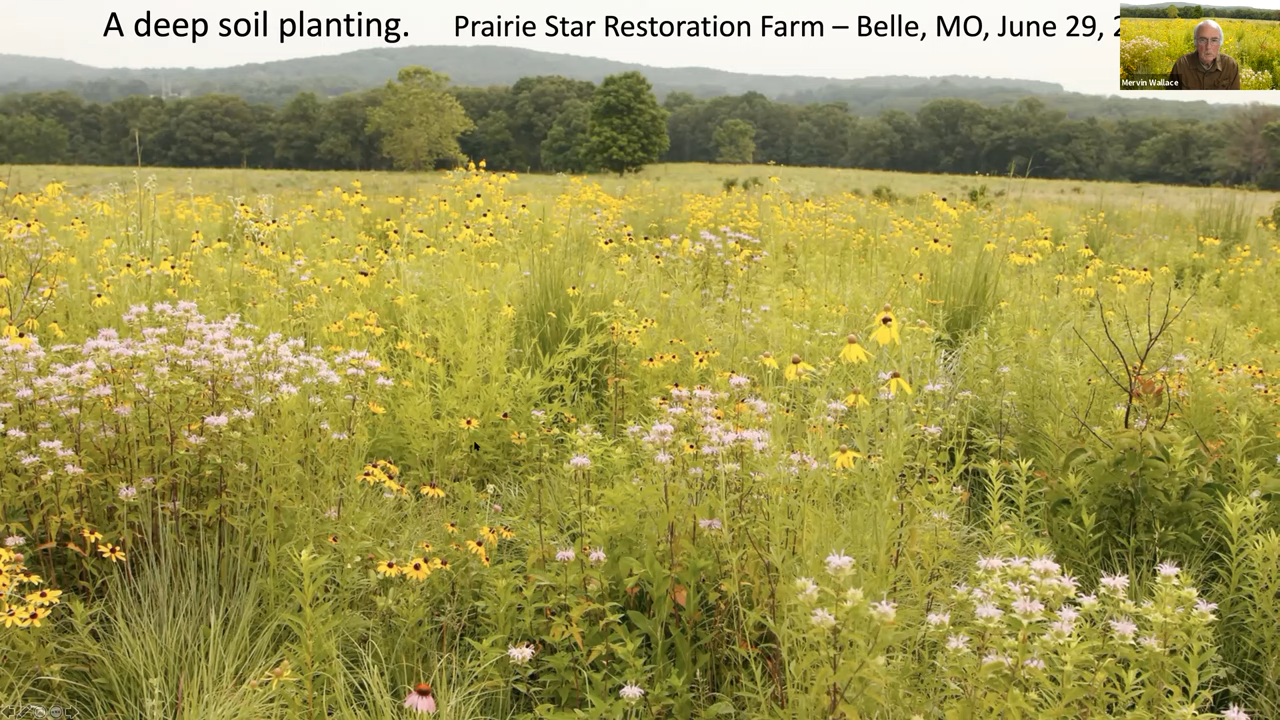 A deep soil planting. Prairie Star Restoration Farm – Belle, MO, June 29,
Mervin Wallace